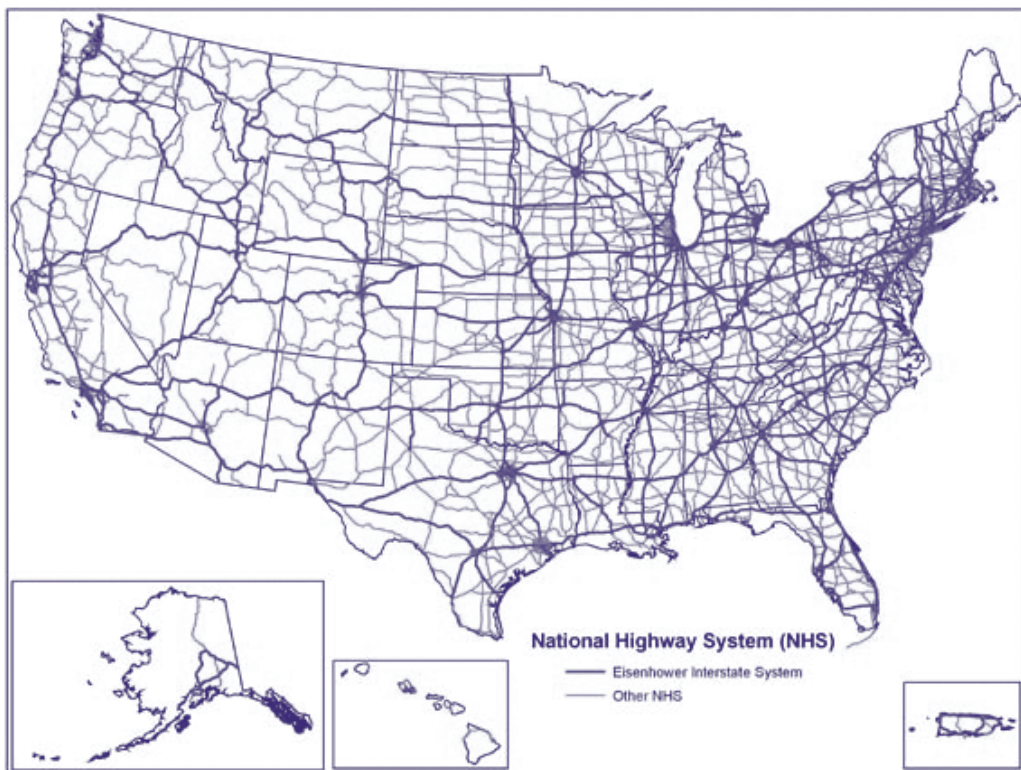 National Highway System (NHS)
Eisenhower Interstate System
Other NHS